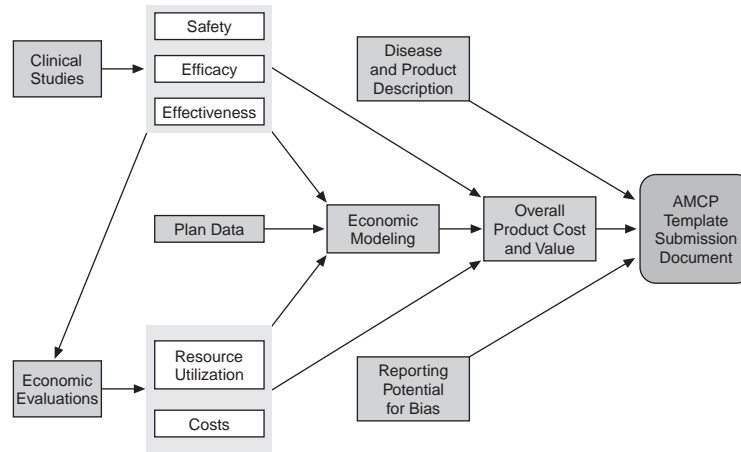 Safety
Clinical
Studies
Efficacy
Effectiveness
Disease
and Product
Description
Plan Data
Economic
Modeling
Overall
Product Cost
and Value
AMCP
Template
Submission
Document
Economic
Evaluations
Resource
Utilization
Costs
Reporting
Potential
for Bias